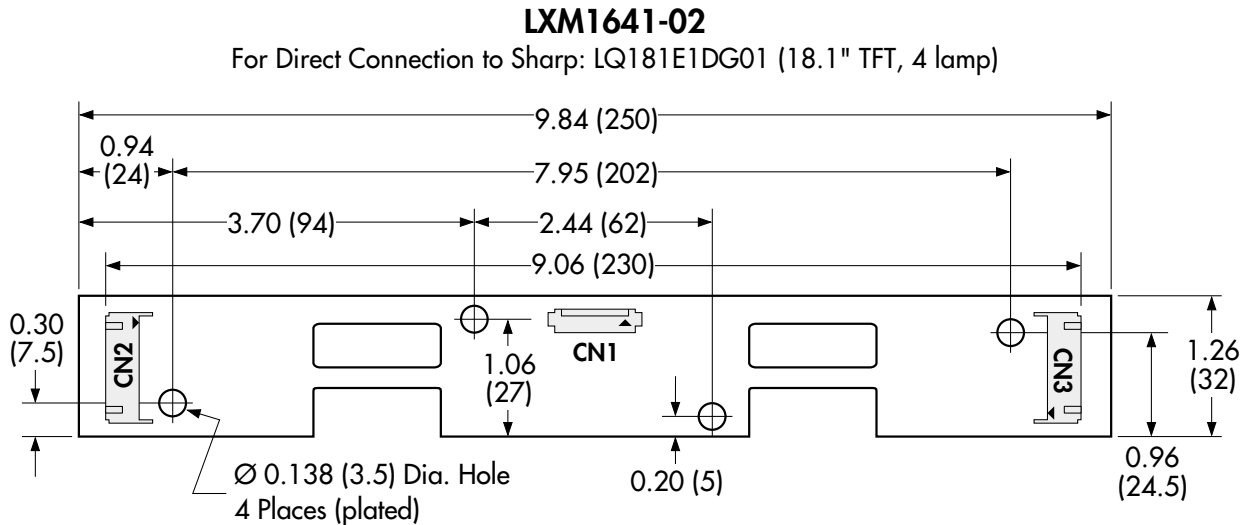 LXM1641-02
For Direct Connection to Sharp: LQ181E1DG01 (18.1" TFT, 4 lamp)
9.84 (250)
0.94
(24)
7.95 (202)
3.70 (94)
2.44 (62)
9.06 (230)
0.30
(7.5)
CN2
1.06
(27)
CN1
CN3
1.26
(32)
Ø 0.138 (3.5) Dia. Hole
4 Places (plated)
0.20 (5)
0.96
(24.5)